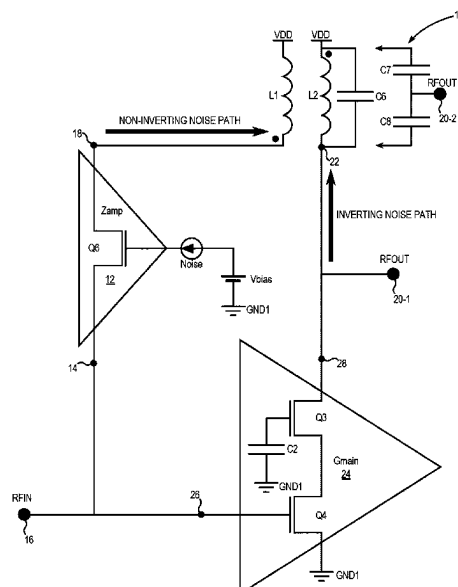 1
VDD
VDD
C7
RFOUT
L1
L2
C6
20-2
C8
18
NON-INVERTING NOISE PATH
22
Zamp
INVERTING NOISE PATH
Q6
12
Noise
RFOUT
Vbias
20-1
GND1
14
28
Q3
C2
Gmain
24
RFIN
GND1
26
Q4
16
GND1